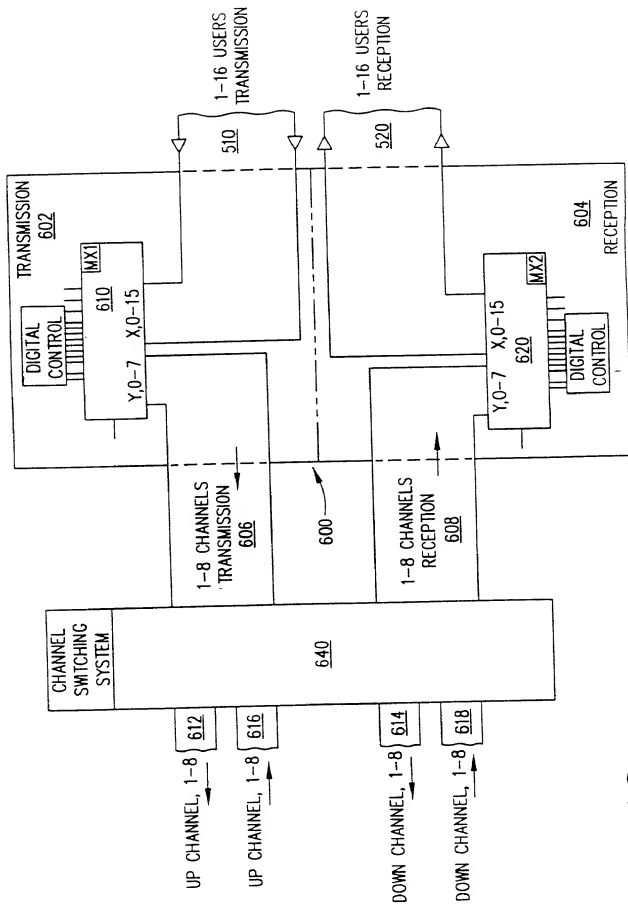 TRANSMISSION
602
DIGITAL
CONTROL
MX1
610
Y,0-7
X,0-15
1-16 USERS
TRANSMISSION
510
1-16 USERS
RECEPTION
520
604
RECEPTION
Y,0-7
X,0-15
620
MX2
DIGITAL
CONTROL
600
1-8 CHANNELS
TRANSMISSION
606
1-8 CHANNELS
RECEPTION
608
CHANNEL
SWITCHING
SYSTEM
640
612
616
614
618
UP CHANNEL, 1-8
UP CHANNEL, 1-8
DOWN CHANNEL, 1-8
DOWN CHANNEL, 1-8